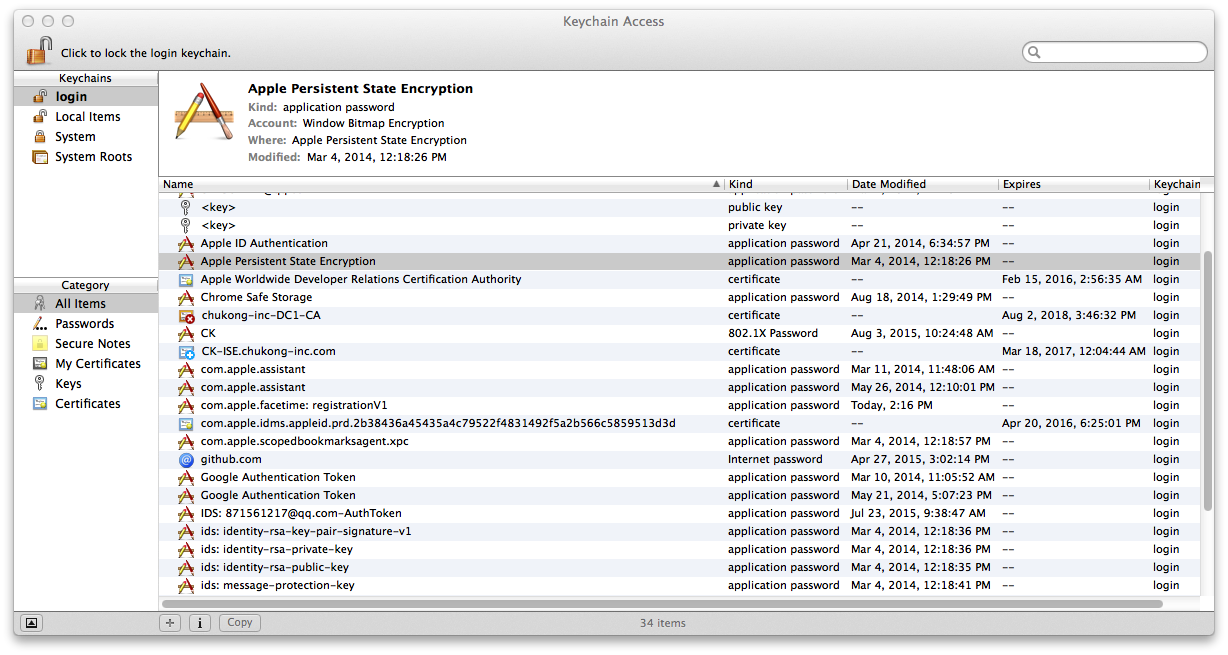 Keychain Access
Click to lock the login keychain.
Keychains
login
Local Items
System
System Roots
Apple Persistent State Encryption
Kind: application password
Account: Window Bitmap Encryption
Where: Apple Persistent State Encryption
Modified: Mar 4, 2014, 12:18:26 PM
Name Kind Date Modified Expires Keychain
<key> public key -- -- login
<key> private key -- -- login
Apple ID Authentication application password Apr 21, 2014, 6:34:57 PM -- login
Apple Persistent State Encryption application password Mar 4, 2014, 12:18:26 PM -- login
Apple Worldwide Developer Relations Certification Authority certificate -- Feb 15, 2016, 2:56:35 AM login
Chrome Safe Storage application password Aug 18, 2014, 1:29:49 PM -- login
chukong-inc-DC1-CA certificate -- Aug 2, 2018, 3:46:32 PM login
CK 802.1X Password Aug 3, 2015, 10:24:48 AM -- login
CK-ISE.chukong-inc.com certificate -- Mar 18, 2017, 12:04:44 AM login
com.apple.assistant application password Mar 11, 2014, 11:48:06 AM -- login
com.apple.assistant application password May 26, 2014, 12:10:01 PM -- login
com.apple.facetime: registrationV1 application password Today, 2:16 PM -- login
com.apple.idms.appleid.prd.2b38436a45435a4c79522f4831492f5a2b566c5859513d3d certificate -- Apr 20, 2016, 6:25:01 PM login
com.apple.scopedbookmarksagent.xpc application password Mar 4, 2014, 12:18:57 PM -- login
github.com Internet password Apr 27, 2015, 3:02:14 PM -- login
Google Authentication Token application password Mar 10, 2014, 11:05:52 AM -- login
Google Authentication Token application password May 21, 2014, 5:07:23 PM -- login
IDS: 871561217@qq.com-AuthToken application password Jul 23, 2015, 9:38:47 AM -- login
ids: identity-rsa-key-pair-signature-v1 application password Mar 4, 2014, 12:18:36 PM -- login
ids: identity-rsa-private-key application password Mar 4, 2014, 12:18:36 PM -- login
ids: identity-rsa-public-key application password Mar 4, 2014, 12:18:35 PM -- login
ids: message-protection-key application password Mar 4, 2014, 12:18:41 PM -- login
Category
All Items
Passwords
Secure Notes
My Certificates
Keys
Certificates
Copy
34 items